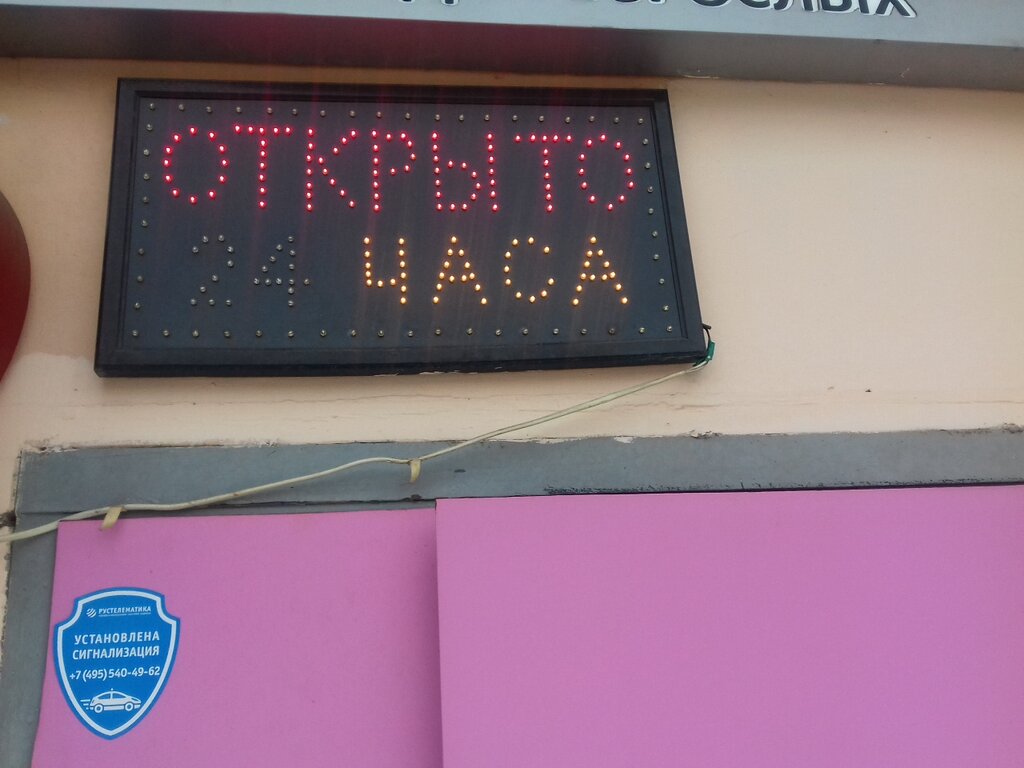 ОТКРЫТО
24 ЧАСА
РУСТЕЛЕМАТИКА
УСТАНОВЛЕНА
СИГНАЛИЗАЦИЯ
+7 (495) 540-49-62